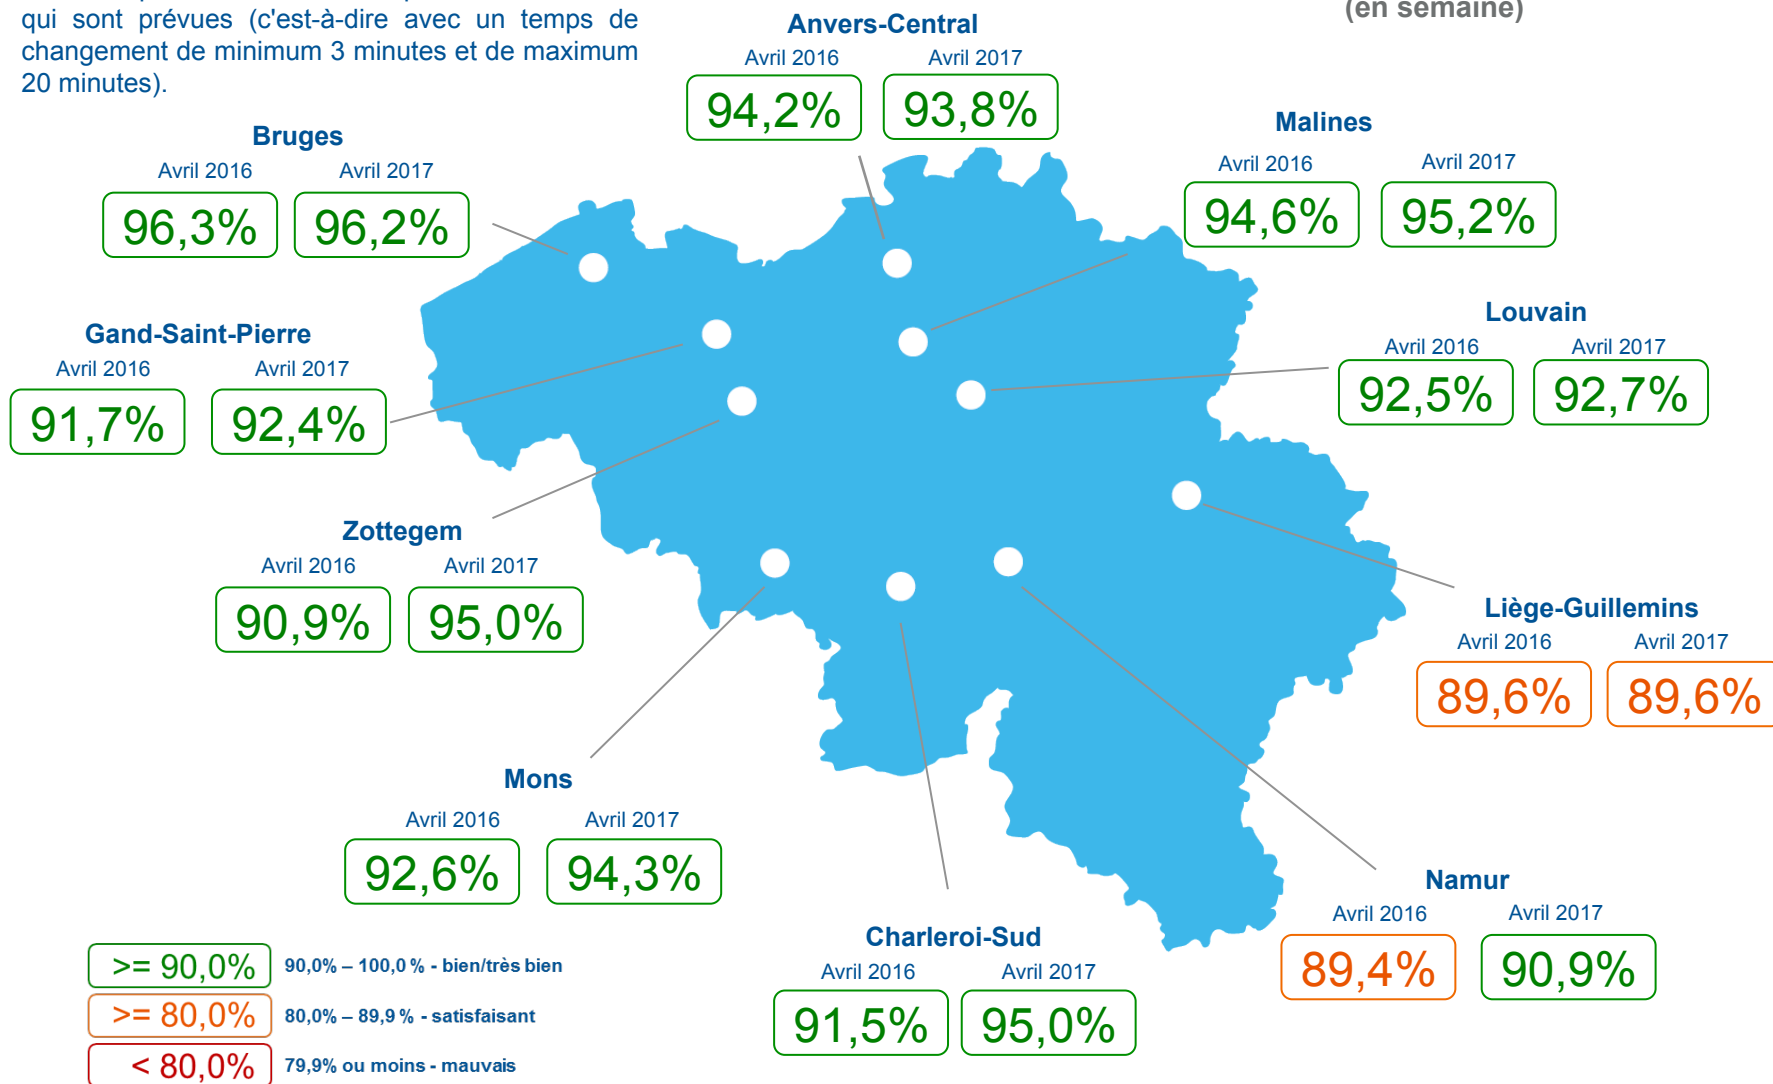 qui sont prévues (c'est-à-dire avec un temps de
changement de minimum 3 minutes et de maximum
20 minutes).
(en semaine)
Anvers-Central
Avril 2016 Avril 2017
94,2% 93,8%
Bruges
Avril 2016 Avril 2017
96,3% 96,2%
Malines
Avril 2016 Avril 2017
94,6% 95,2%
Gand-Saint-Pierre
Avril 2016 Avril 2017
91,7% 92,4%
Louvain
Avril 2016 Avril 2017
92,5% 92,7%
Zottegem
Avril 2016 Avril 2017
90,9% 95,0%
Liège-Guillemins
Avril 2016 Avril 2017
89,6% 89,6%
Mons
Avril 2016 Avril 2017
92,6% 94,3%
Namur
Avril 2016 Avril 2017
89,4% 90,9%
Charleroi-Sud
Avril 2016 Avril 2017
91,5% 95,0%
>= 90,0% 90,0% – 100,0 % - bien/très bien
>= 80,0% 80,0% – 89,9 % - satisfaisant
< 80,0% 79,9% ou moins - mauvais